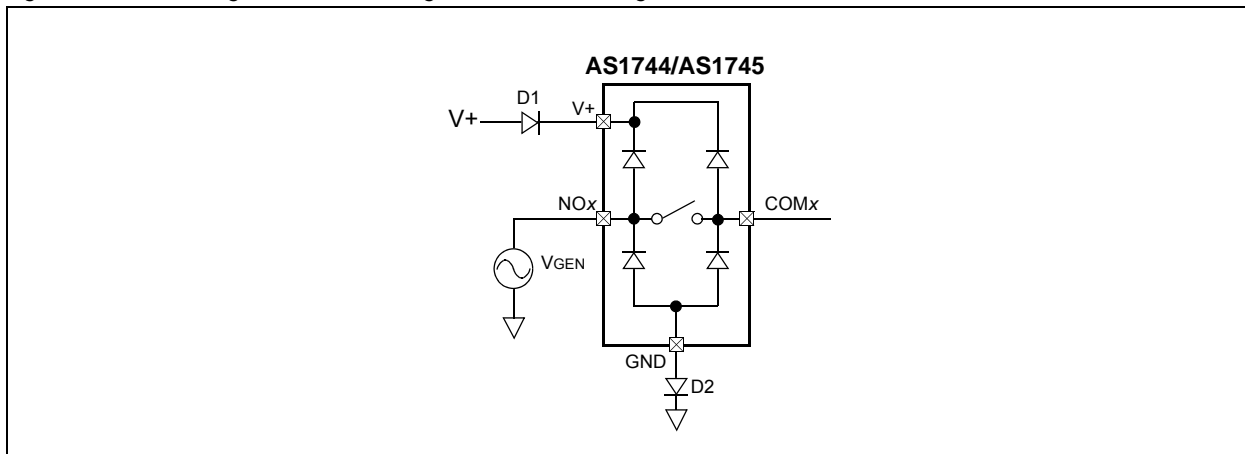 AS1744/AS1745
D1
V+
V+
NOx
COMx
VGEN
GND
D2